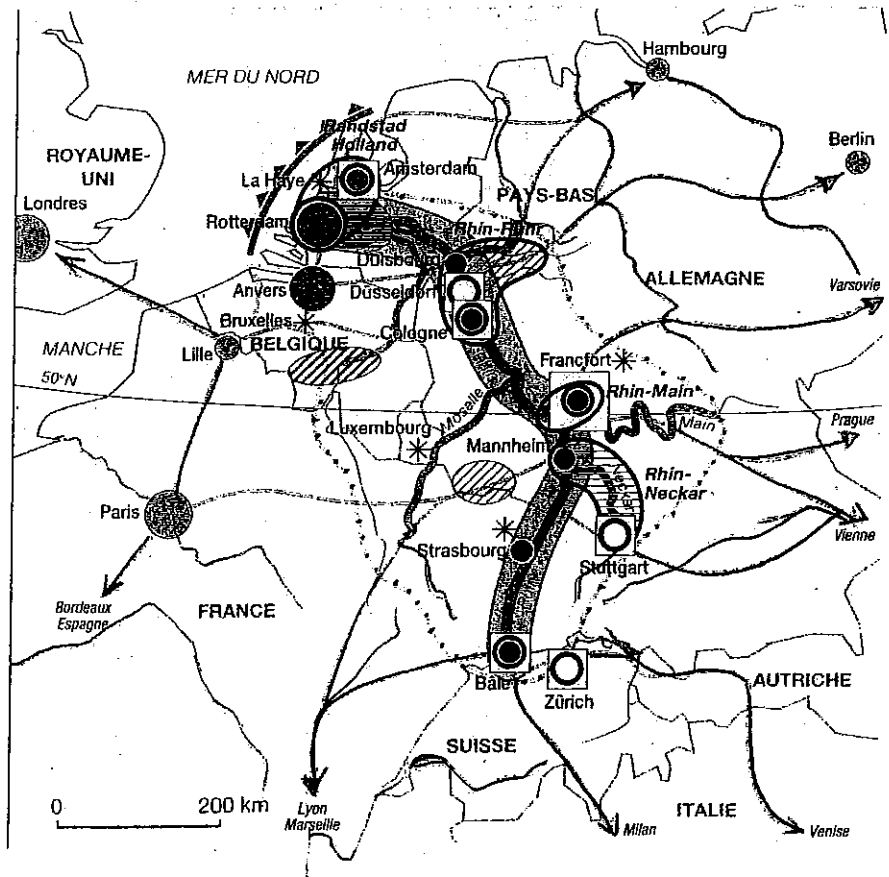 Hambourg
MER DU NORD
Randstad
Holland
Berlin
ROYAUME-
UNI
La Haye
Amsterdam
PAYS-BAS
Londres
Rotterdam
Rhin-Ruhr
Duisbourg
ALLEMAGNE
Anvers
Düsseldorf
Varsovie
Bruxelles
Cologne
BELGIQUE
Lille
MANCHE
Francfort
50°N
Rhin-Main
Moselle
Luxembourg
Main
Prague
Mannheim
Rhin-
Neckar
Paris
Strasbourg
Stuttgart
Vienne
Bordeaux
Espagne
FRANCE
Bâle
Zürich
AUTRICHE
SUISSE
0 200 km
Lyon
Marseille
ITALIE
Milan
Venise